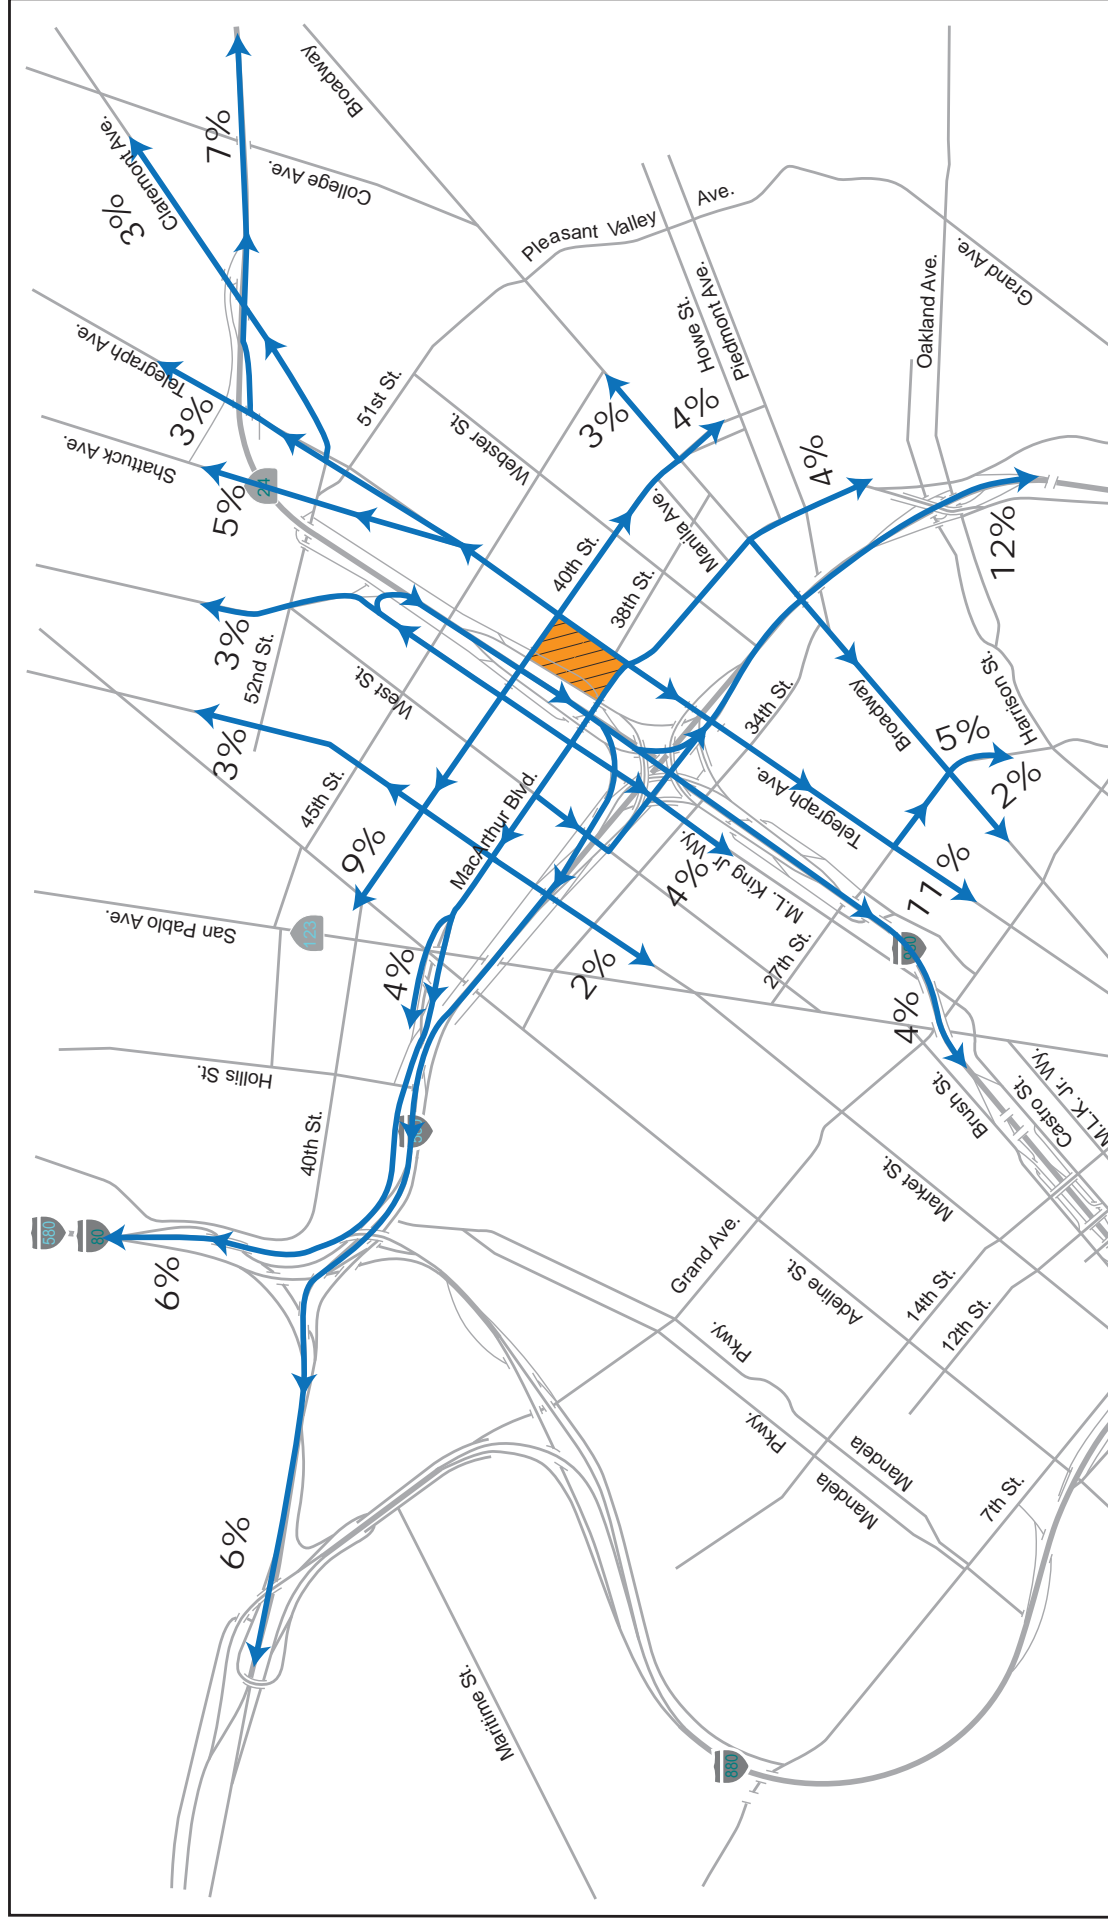 Broadway
7%
Claremont Ave.
3%
College Ave.
Pleasant Valley Ave.
Grand Ave.
Oakland Ave.
Piedmont Ave.
Howe St.
Telegraph Ave.
3%
51st St.
Webster St.
3%
4%
Shattuck Ave.
5%
24
4%
12%
Manila Ave.
40th St.
38th St.
3%
52nd St.
West St.
34th St.
Broadway
Harrison St.
5%
2%
3%
45th St.
MacArthur Blvd.
Telegraph Ave.
9%
4%
M.L. King Jr Wy.
11%
San Pablo Ave.
123
4%
2%
27th St.
4%
Hollis St.
40th St.
Brush St.
Castro St.
M.L.K. Jr. Wy.
Market St.
580
80
6%
Grand Ave.
Adeline St.
14th St.
12th St.
Pkwy.
Pkwy.
Mandela
Mandela
7th St.
6%
Maritime St.
880